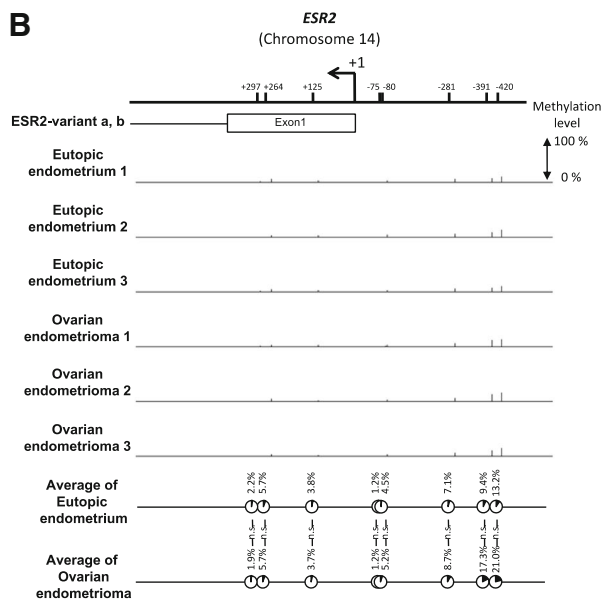 B
ESR2
(Chromosome 14)
+1
+297 +264 +125 -75 -80 -281 -391 -420
Methylation
level
100 %
0 %
ESR2-variant a, b
Exon1
Eutopic
endometrium 1
Eutopic
endometrium 2
Eutopic
endometrium 3
Ovarian
endometrioma 1
Ovarian
endometrioma 2
Ovarian
endometrioma 3
Average of
Eutopic
endometrium
2.2% 5.7% 3.8% 1.2% 4.5% 7.1% 9.4% 13.2%
n.s. n.s. n.s. n.s. n.s. n.s. n.s. n.s.
Average of
Ovarian
endometrioma
1.9% 5.7% 3.7% 1.2% 5.2% 8.7% 17.3% 21.0%